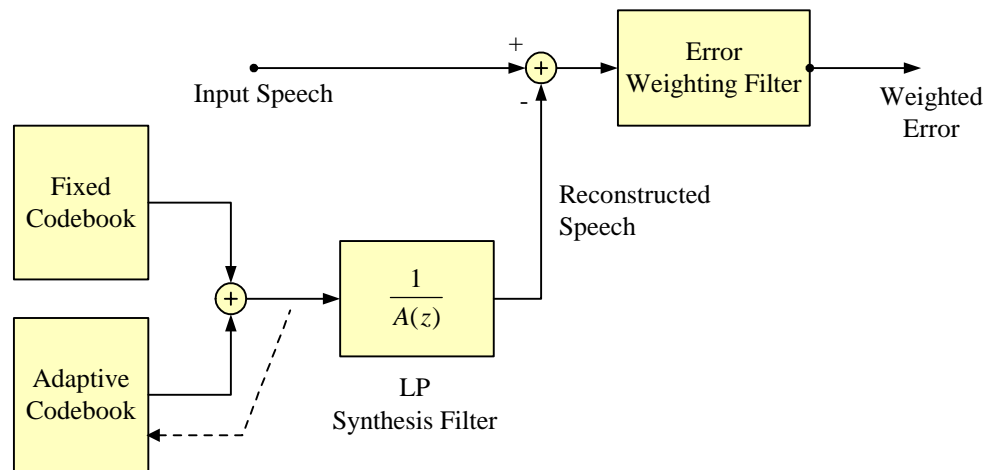 +
Error
Weighting Filter
+
Input Speech
-
Weighted
Error
Fixed
Codebook
Reconstructed
Speech
+
1
A(z)
Adaptive
Codebook
LP
Synthesis Filter